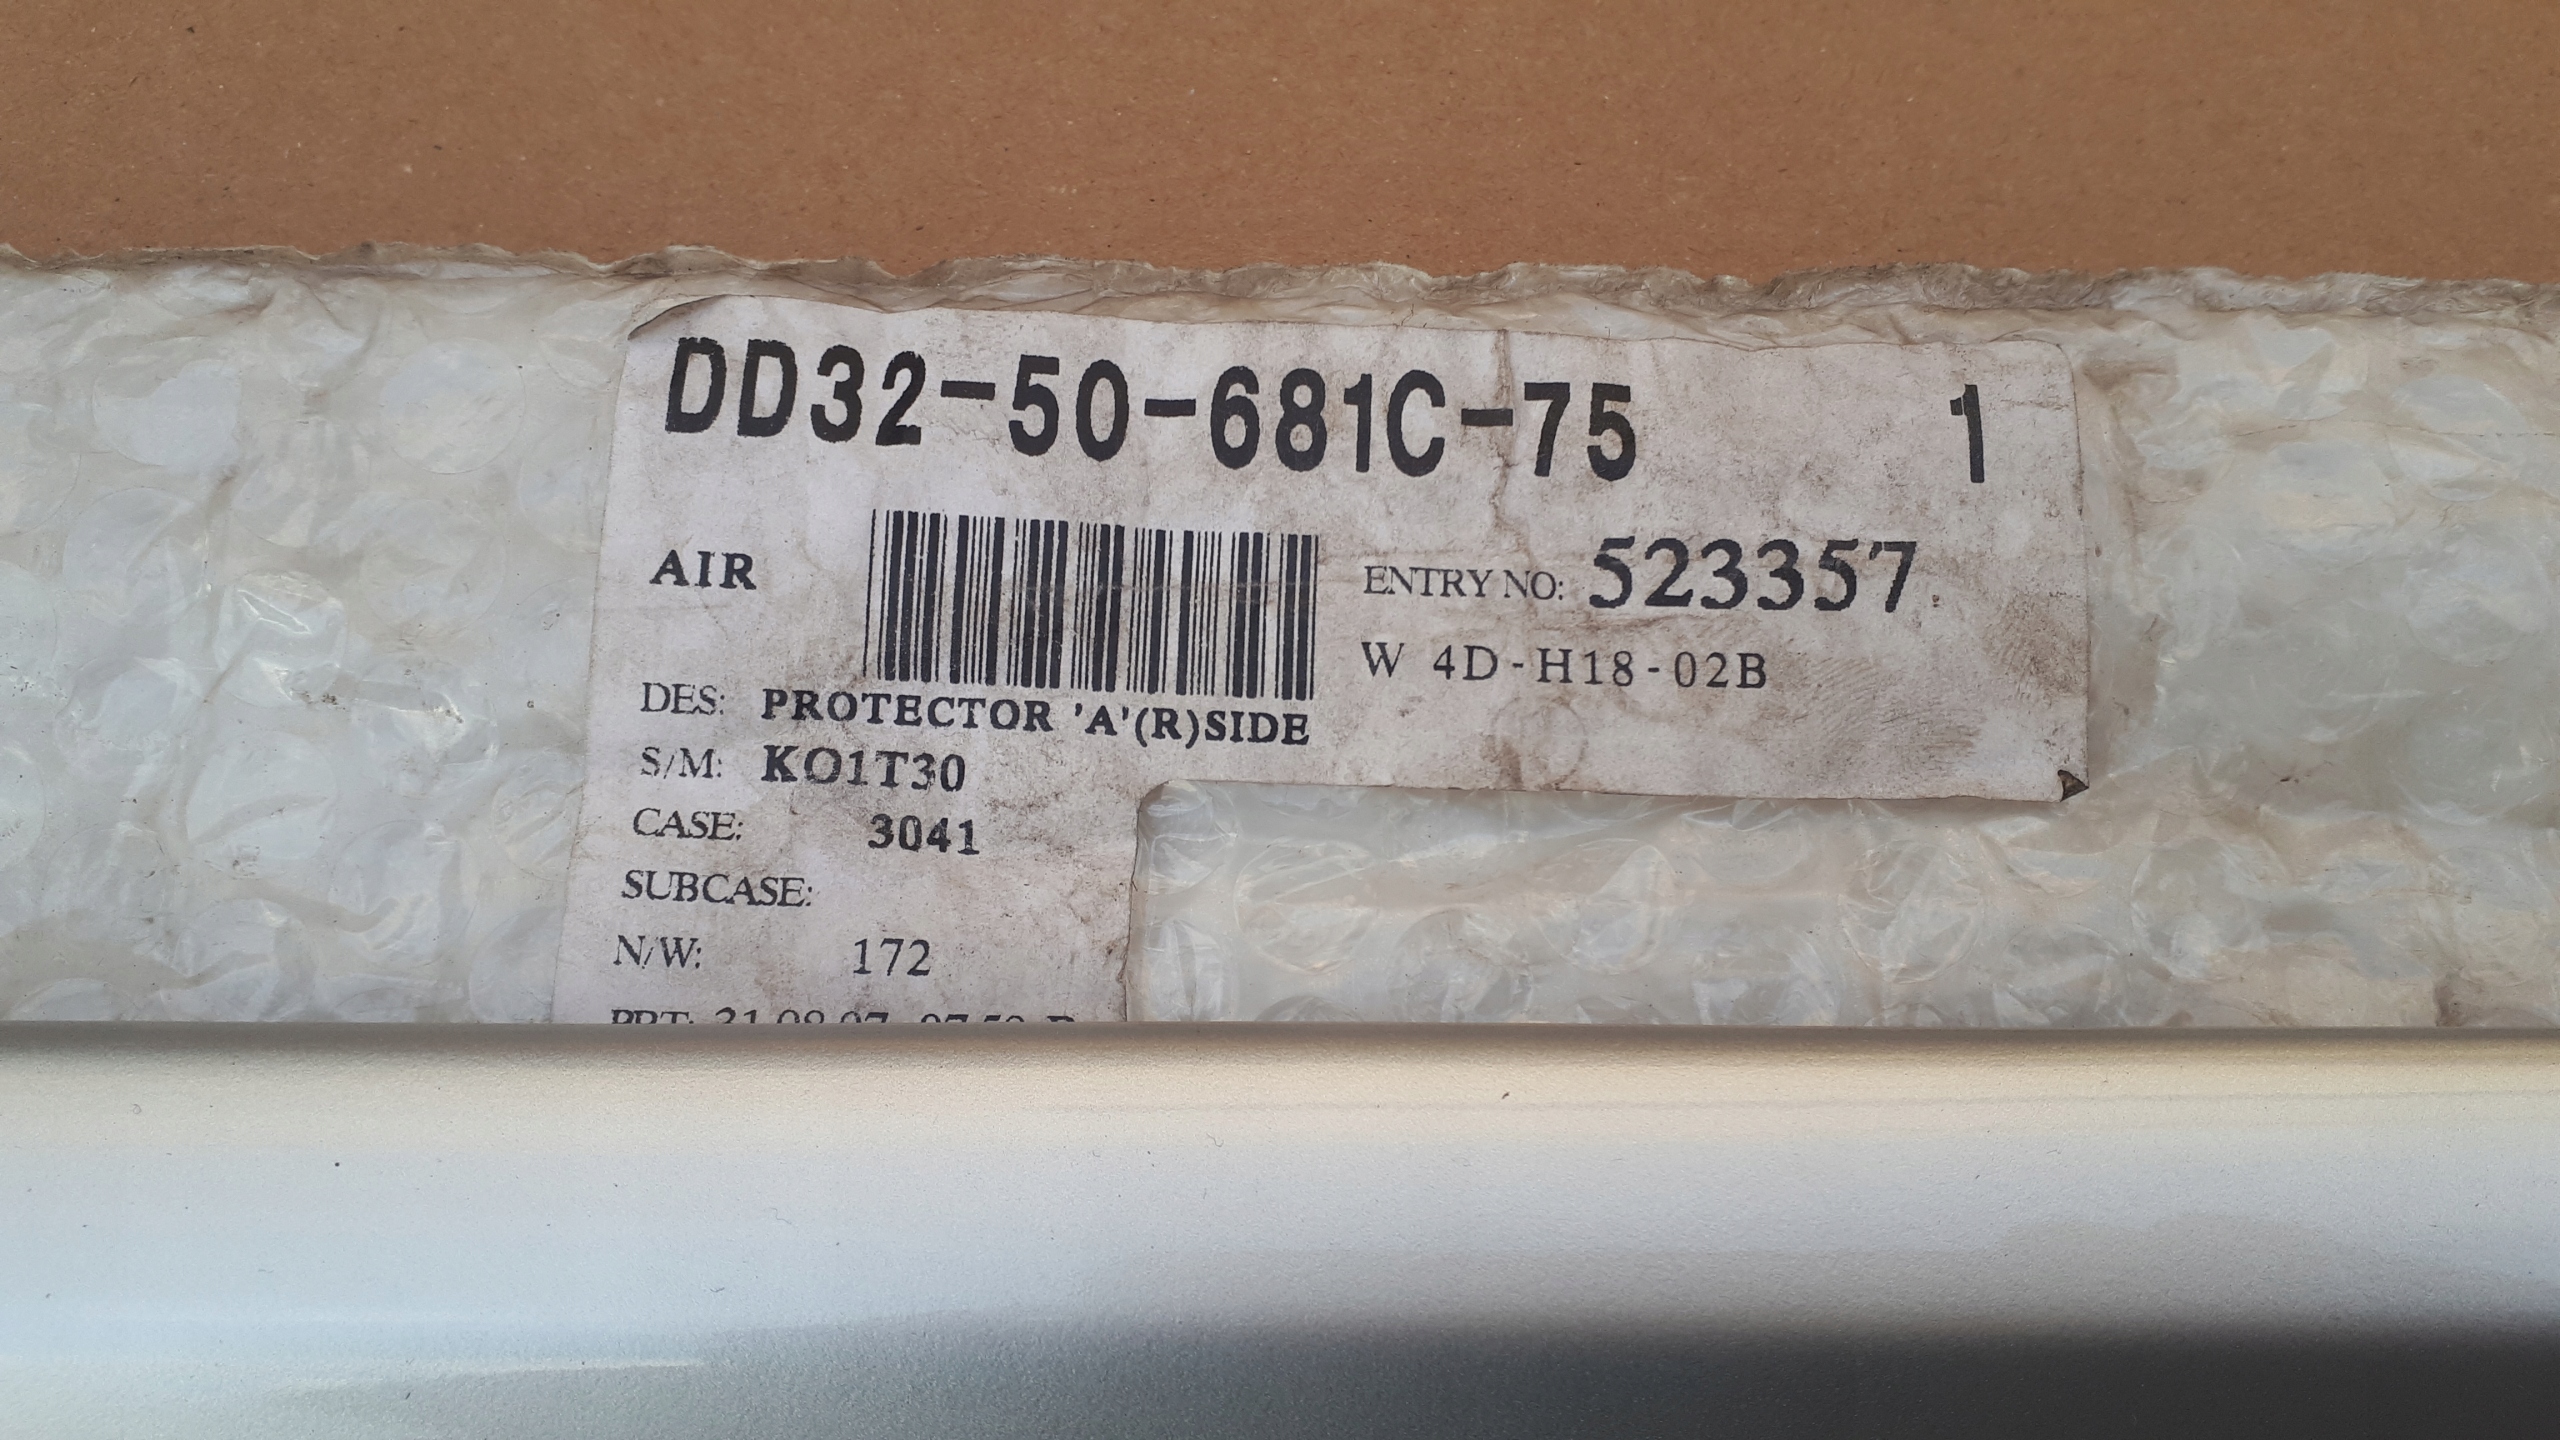 DD32-50-681C-75 1
AIR
ENTRY NO: 523357
W 4D-H18-02B
DES: PROTECTOR 'A'(R)SIDE
S/M: KO1T30
CASE: 3041
SUBCASE:
N/W: 172
PRT: